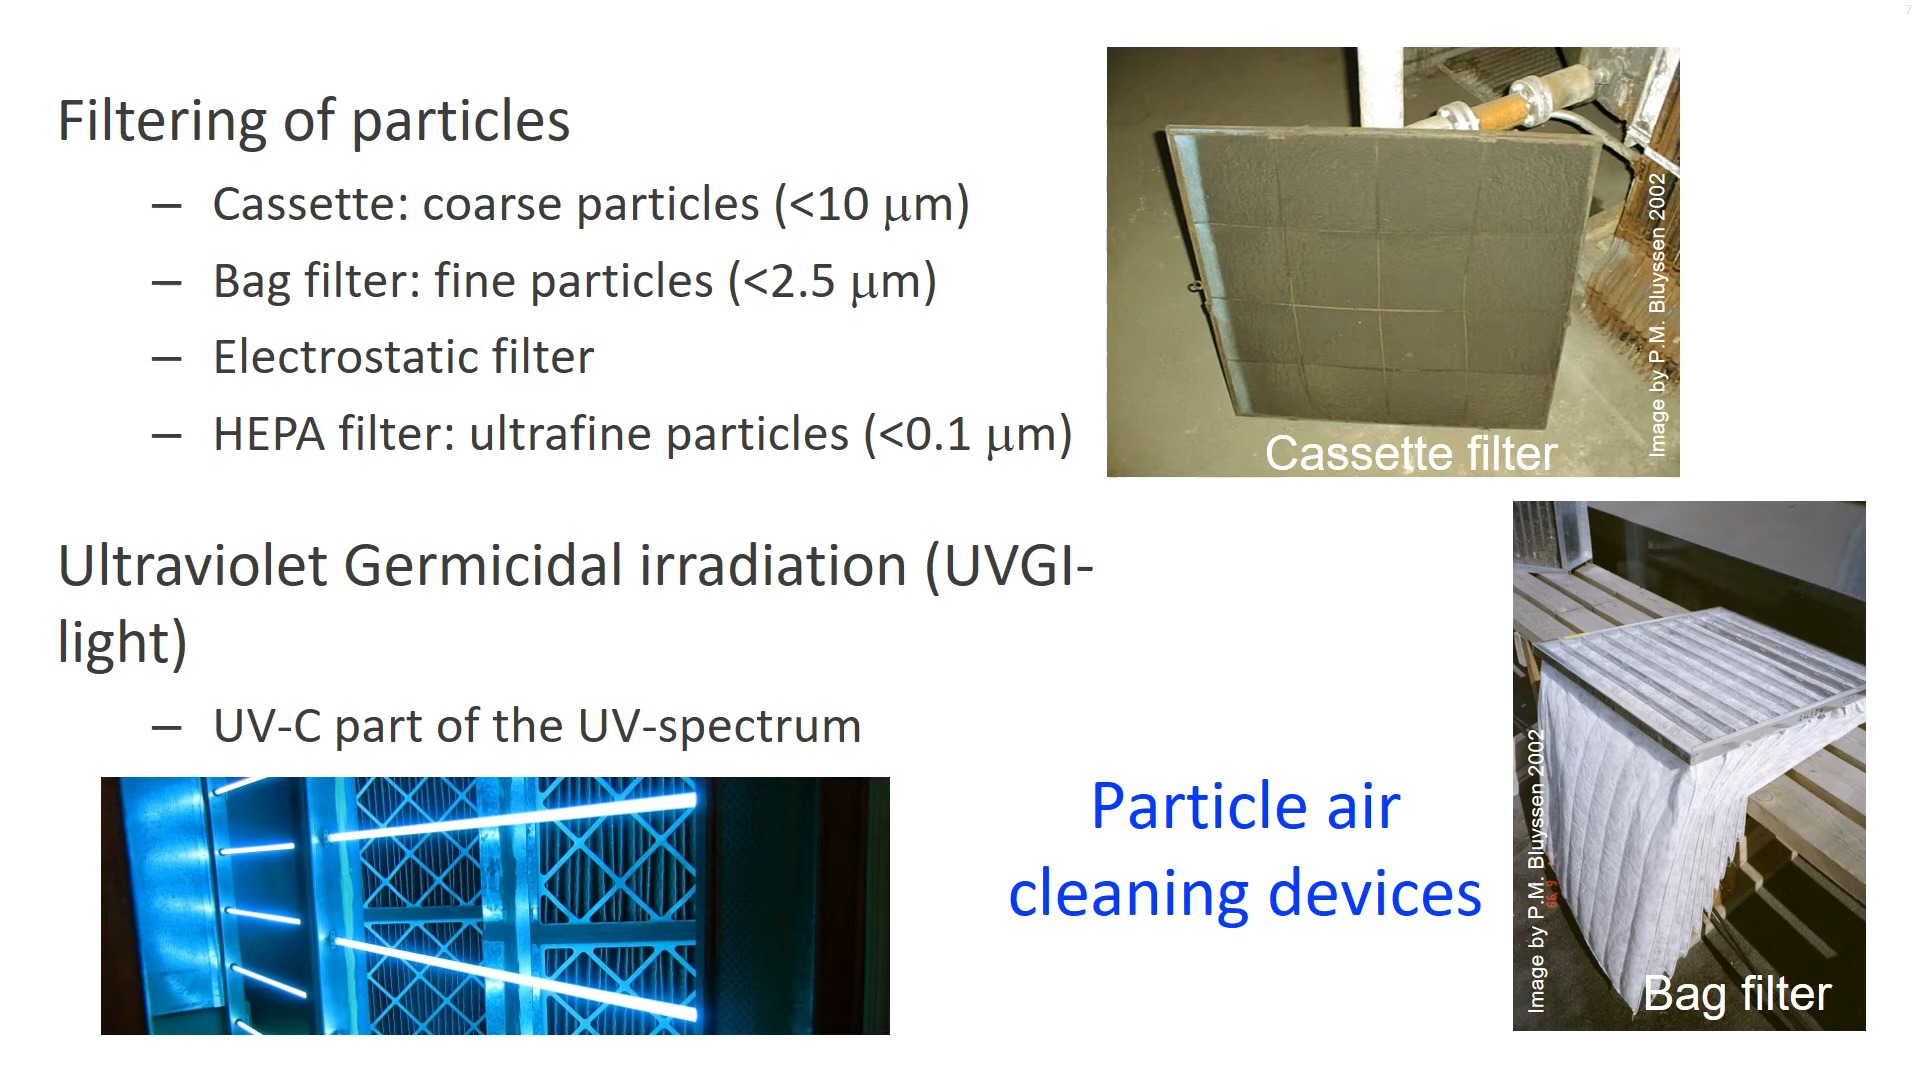 7
Filtering of particles
– Cassette: coarse particles (<10 μm)
– Bag filter: fine particles (<2.5 μm)
– Electrostatic filter
– HEPA filter: ultrafine particles (<0.1 μm)
Ultraviolet Germicidal irradiation (UVGI-
light)
– UV-C part of the UV-spectrum
Image by P.M. Bluyssen 2002
Cassette filter
Particle air
cleaning devices
Image by P.M. Bluyssen 2002
Bag filter